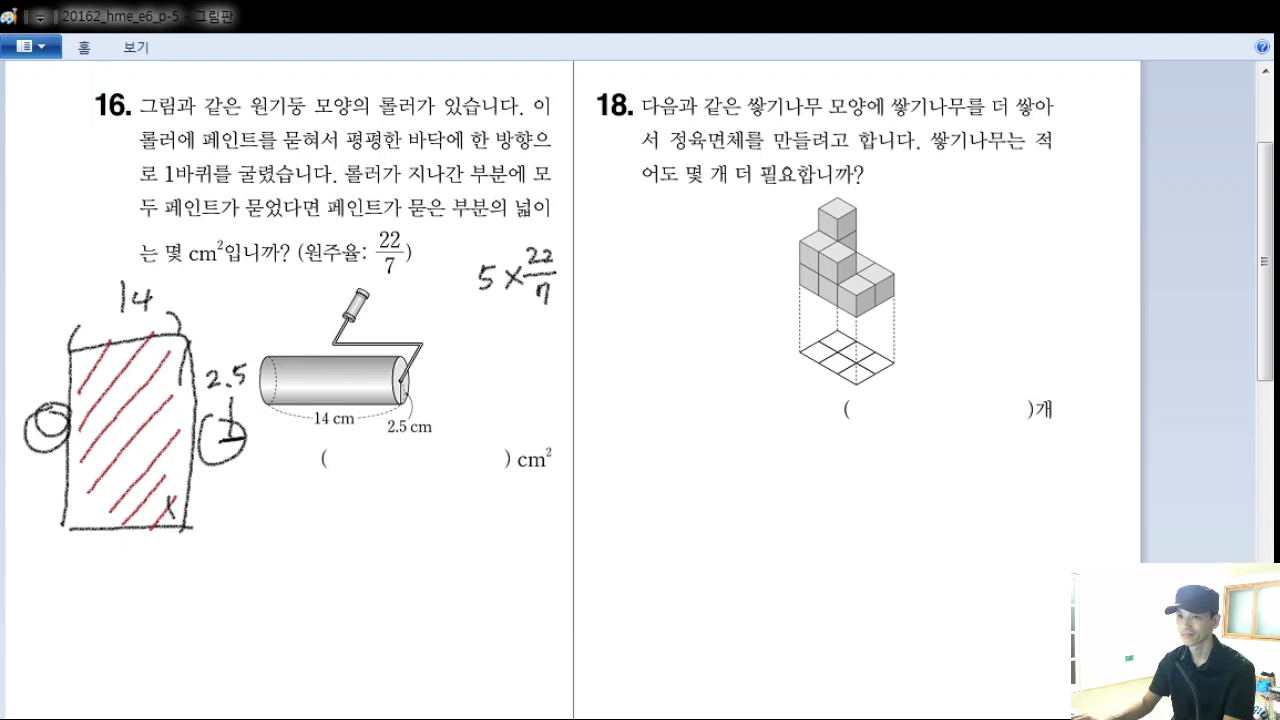 20162_hme_e6_p-5 - 그림판
홈 보기
16. 그림과 같은 원기둥 모양의 롤러가 있습니다. 이
롤러에 페인트를 묻혀서 평평한 바닥에 한 방향으
로 1바퀴를 굴렸습니다. 롤러가 지나간 부분에 모
두 페인트가 묻었다면 페인트가 묻은 부분의 넓이
는 몇 cm²입니까? (원주율: 22/7)
5 × 22/7
14
2.5
14 cm
2.5 cm
( ) cm²
18. 다음과 같은 쌓기나무 모양에 쌓기나무를 더 쌓아
서 정육면체를 만들려고 합니다. 쌓기나무는 적
어도 몇 개 더 필요합니까?
( )개